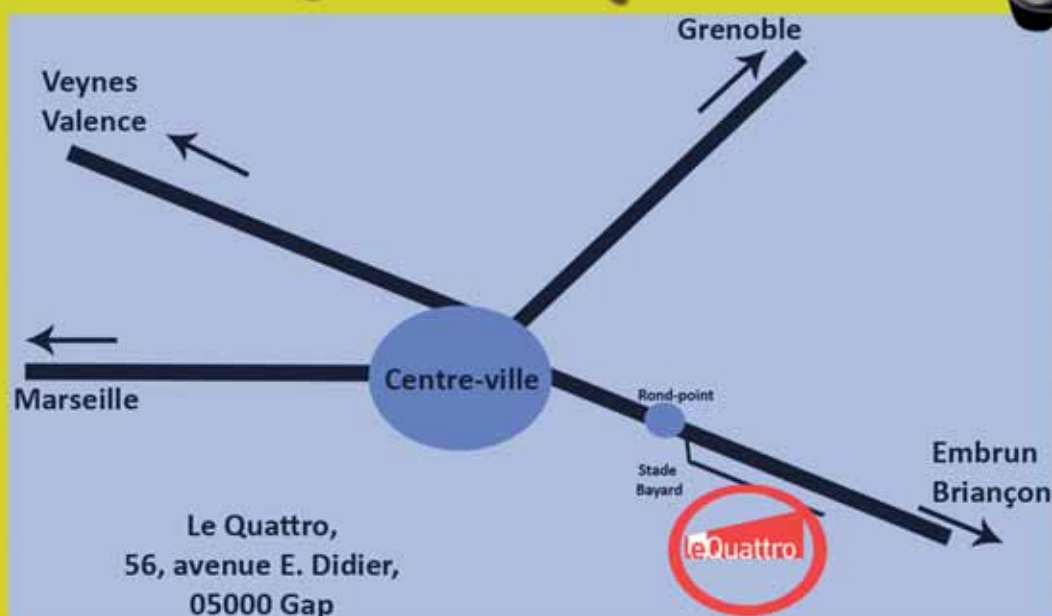 Grenoble
Veynes
Valence
Marseille
Centre-ville
Rond-point
Stade
Bayard
Embrun
Briançon
leQuattro
Le Quattro,
56, avenue E. Didier,
05000 Gap